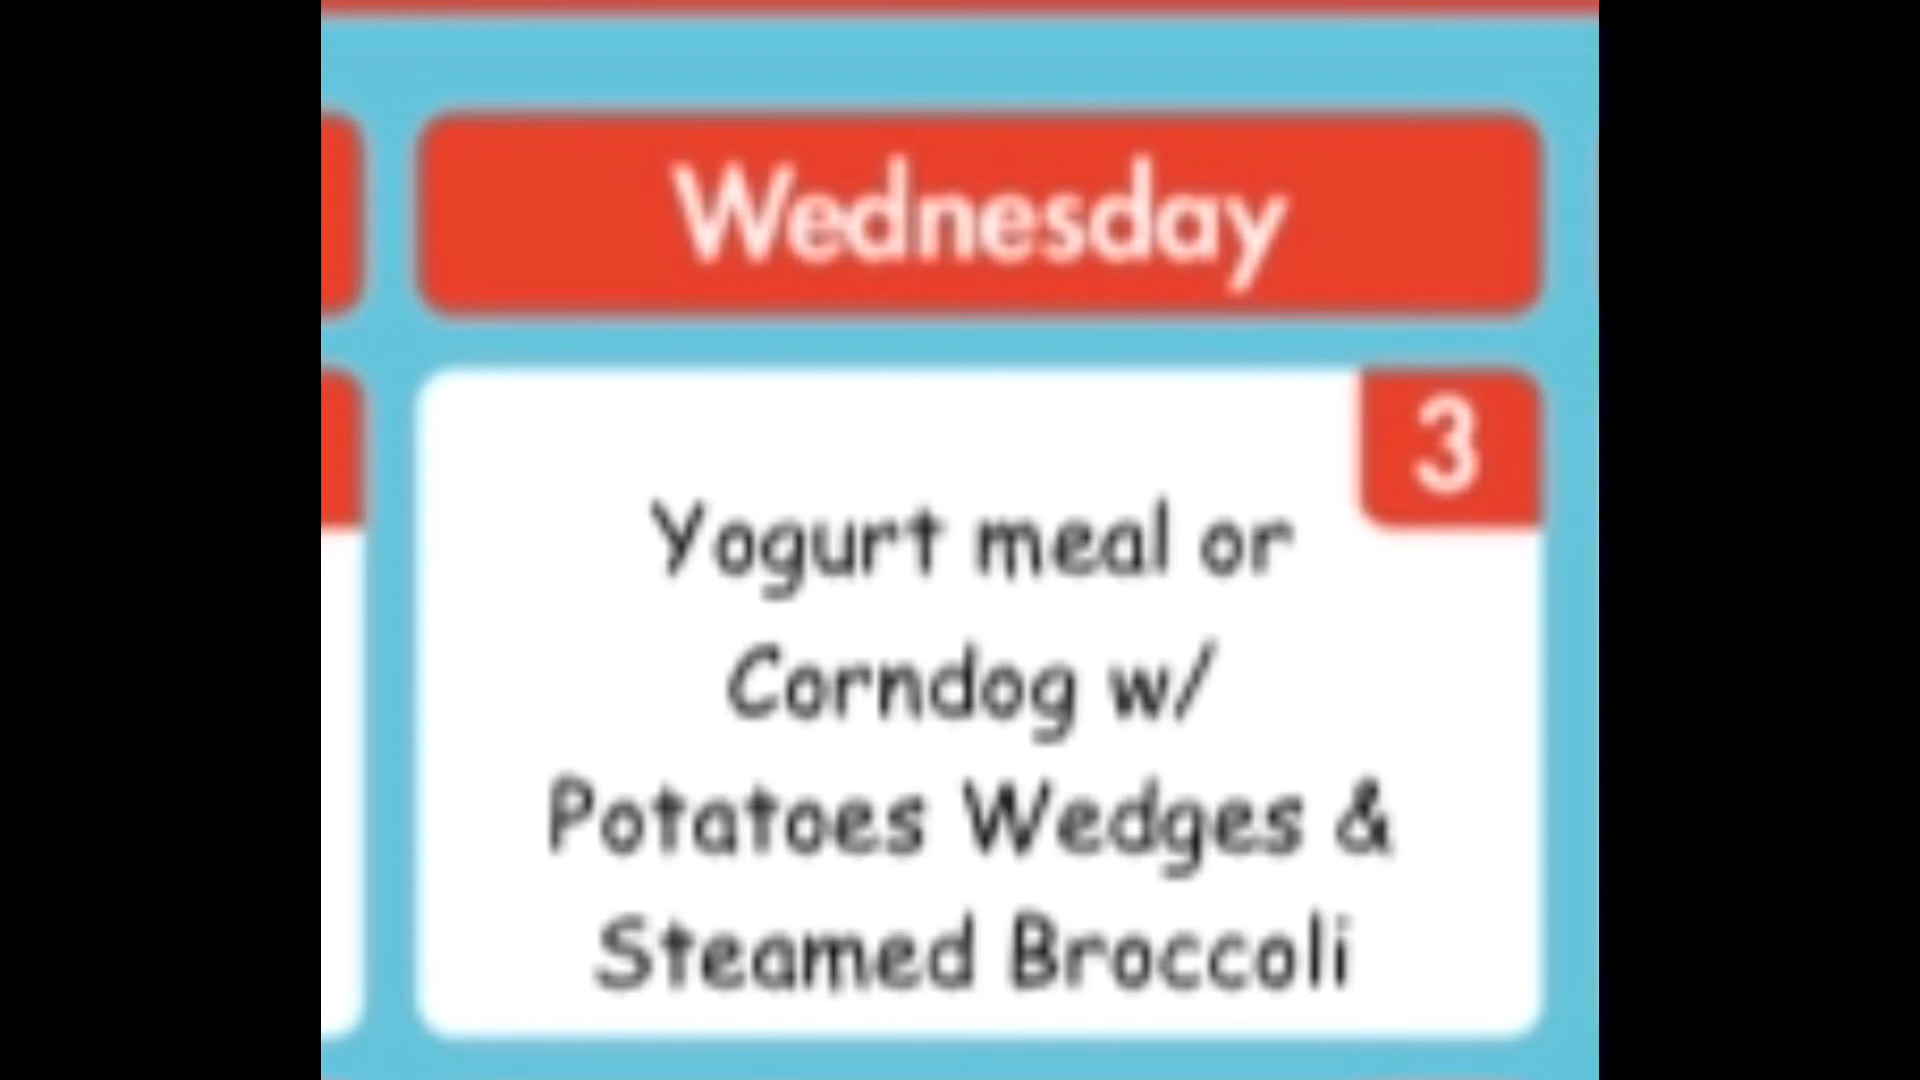 Wednesday
3
Yogurt meal or
Corndog w/
Potatoes Wedges &
Steamed Broccoli